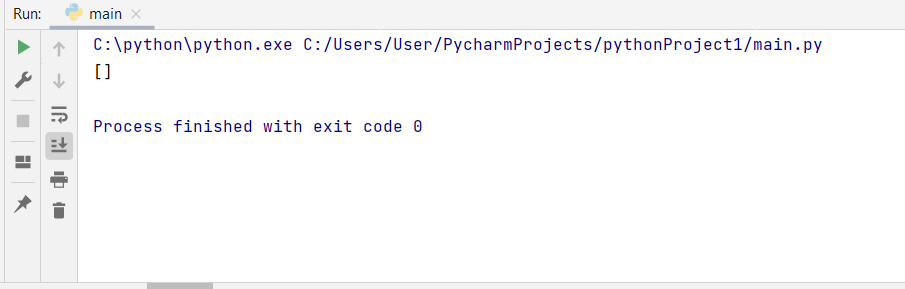 Run: main
C:\python\python.exe C:/Users/User/PycharmProjects/pythonProject1/main.py
[]
Process finished with exit code 0